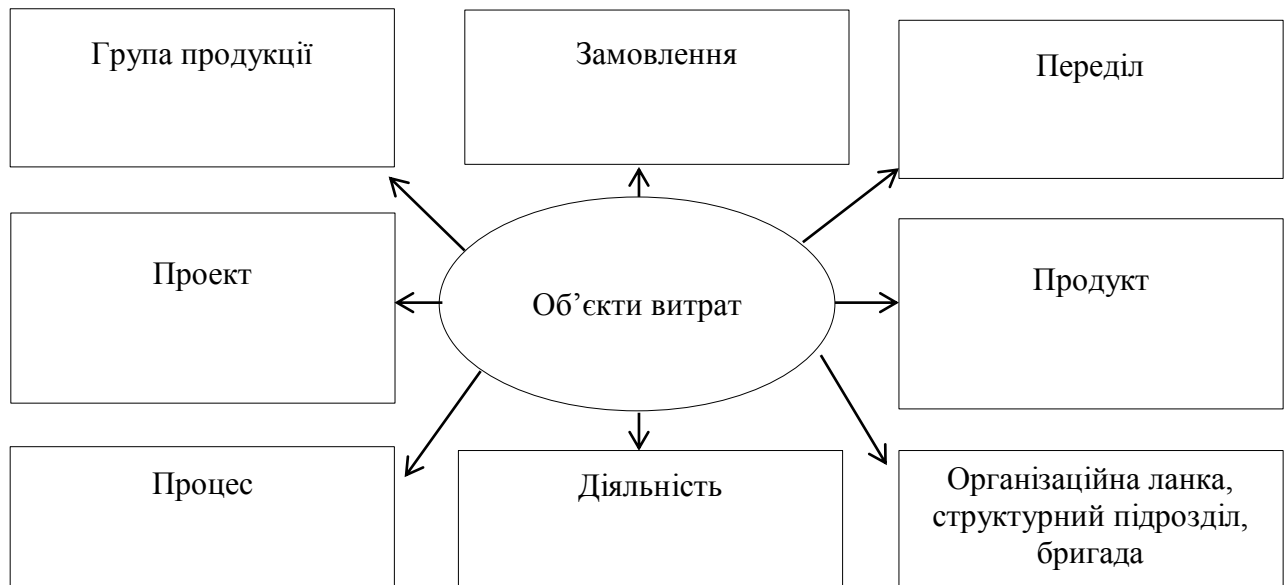 Група продукції
Замовлення
Переділ
Проект
Об’єкти витрат
Продукт
Процес
Діяльність
Організаційна ланка,
структурний підрозділ,
бригада